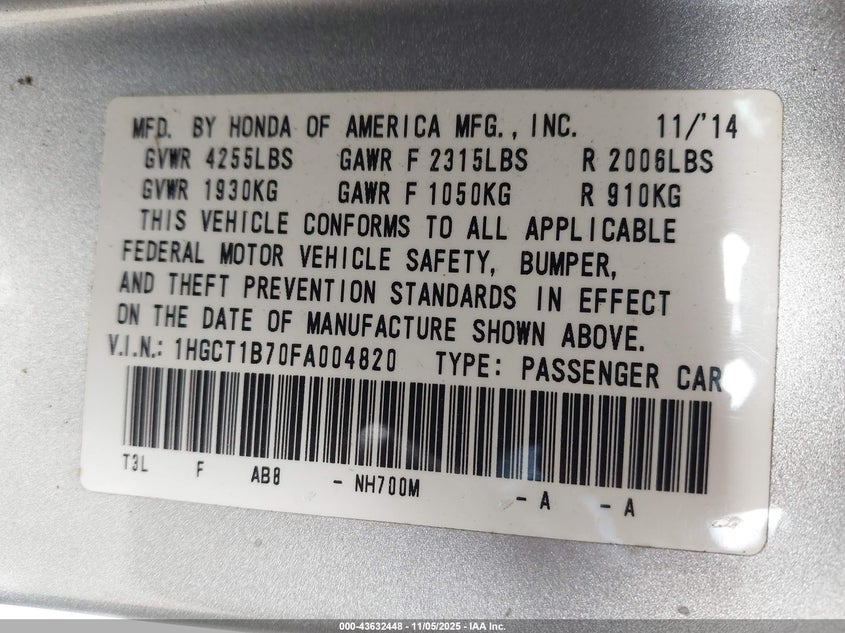 MFD. BY HONDA OF AMERICA MFG., INC. 11/'14
GVWR 4255LBS GAWR F 2315LBS R 2006LBS
GVWR 1930KG GAWR F 1050KG R 910KG
THIS VEHICLE CONFORMS TO ALL APPLICABLE
FEDERAL MOTOR VEHICLE SAFETY, BUMPER,
AND THEFT PREVENTION STANDARDS IN EFFECT
ON THE DATE OF MANUFACTURE SHOWN ABOVE.
V.I.N.: 1HGCT1B70FA004820 TYPE: PASSENGER CAR
T3L F AB8 - NH700M - A - A
000-43632448 - 11/05/2025 - IAA Inc.